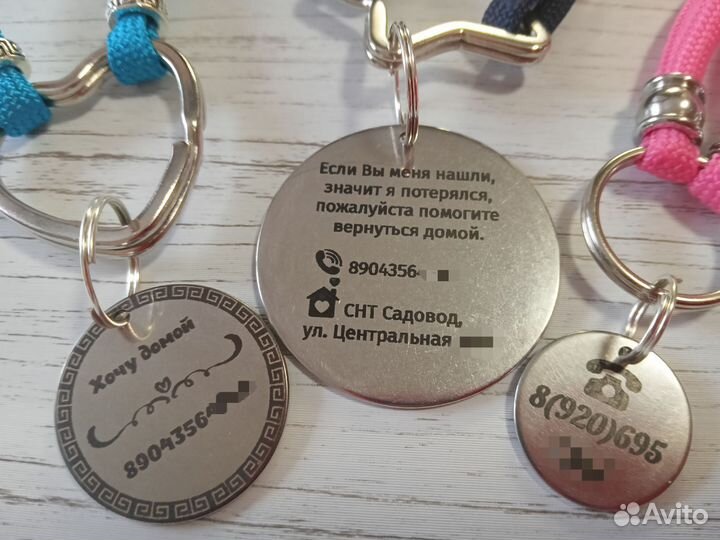 Хочу домой
8904356
Если Вы меня нашли,
значит я потерялся,
пожалуйста помогите
вернуться домой.
8904356
СНТ Садовод,
ул. Центральная
8(920)695
Avito